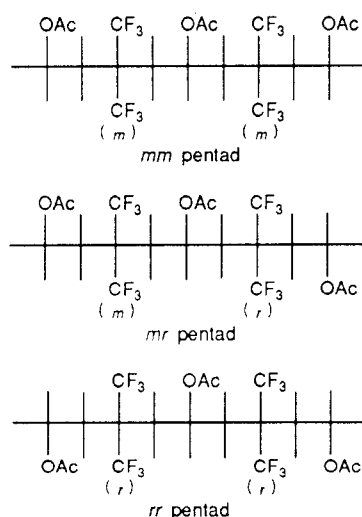 OAc CF3 OAc CF3 OAc
CF3 CF3
(m) (m)
mm pentad
OAc CF3 OAc CF3
CF3 CF3 OAc
(m) (r)
mr pentad
CF3 OAc CF3
OAc CF3 CF3 OAc
(r) (r)
rr pentad